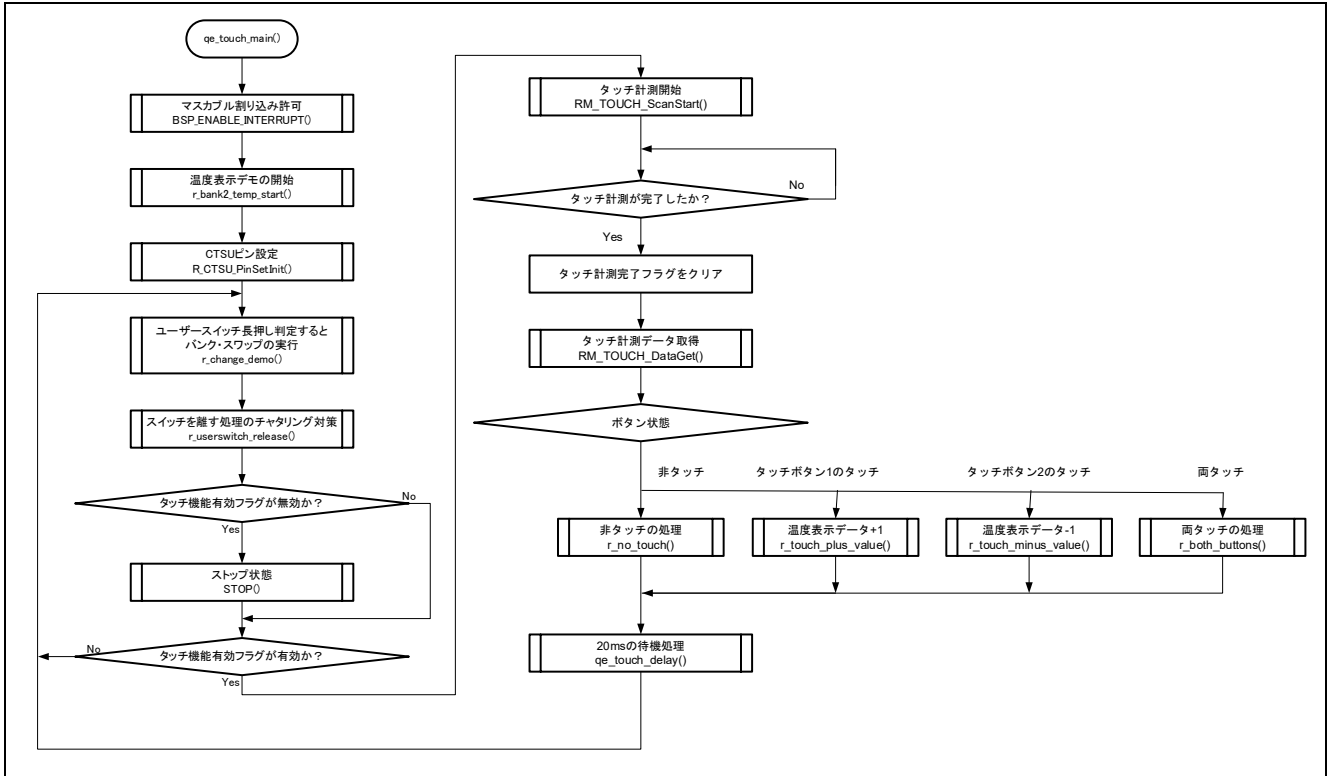 qe_touch_main()
マスカブル割り込み許可
BSP_ENABLE_INTERRUPT()
温度表示デモの開始
r_bank2_temp_start()
CTSUピン設定
R_CTSU_PinSetInit()
ユーザースイッチ長押し判定すると
バンク・スワップの実行
r_change_demo()
スイッチを離す処理のチャタリング対策
r_userswitch_release()
タッチ機能有効フラグが無効か？
No
Yes
ストップ状態
STOP()
タッチ機能有効フラグが有効か？
No
Yes
タッチ計測開始
RM_TOUCH_ScanStart()
タッチ計測が完了したか？
No
Yes
タッチ計測完了フラグをクリア
タッチ計測データ取得
RM_TOUCH_DataGet()
ボタン状態
非タッチ
タッチボタン1のタッチ
タッチボタン2のタッチ
両タッチ
非タッチの処理
r_no_touch()
温度表示データ+1
r_touch_plus_value()
温度表示データ-1
r_touch_minus_value()
両タッチの処理
r_both_buttons()
20msの待機処理
qe_touch_delay()